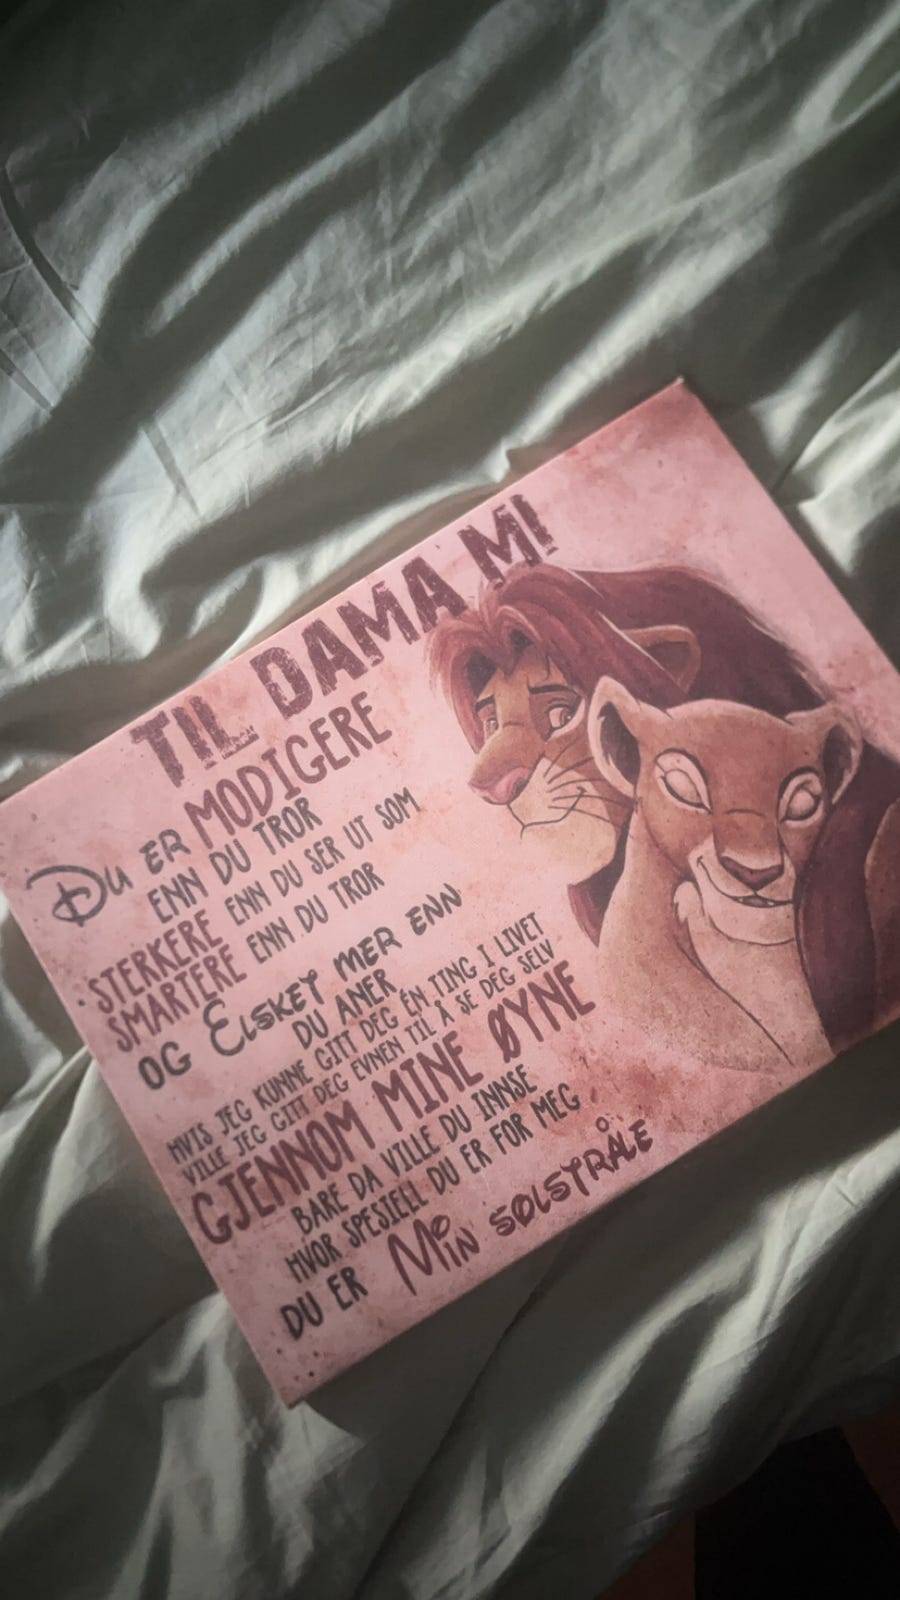 TIL DAMA MI
DU ER MODIGERE
ENN DU TROR
STERKERE ENN DU SER UT SOM
SMARTERE ENN DU TROR
OG ELSKET MER ENN
DU ANER
HVIS JEG KUNNE GITT DEG ÉN TING I LIVET
VILLE JEG GITT DEG EVNEN TIL Å SE DEG SELV
GJENNOM MINE ØYNE
BARE DA VILLE DU INNSE
HVOR SPESIELL DU ER FOR MEG
DU ER MIN SOLSTRÅLE